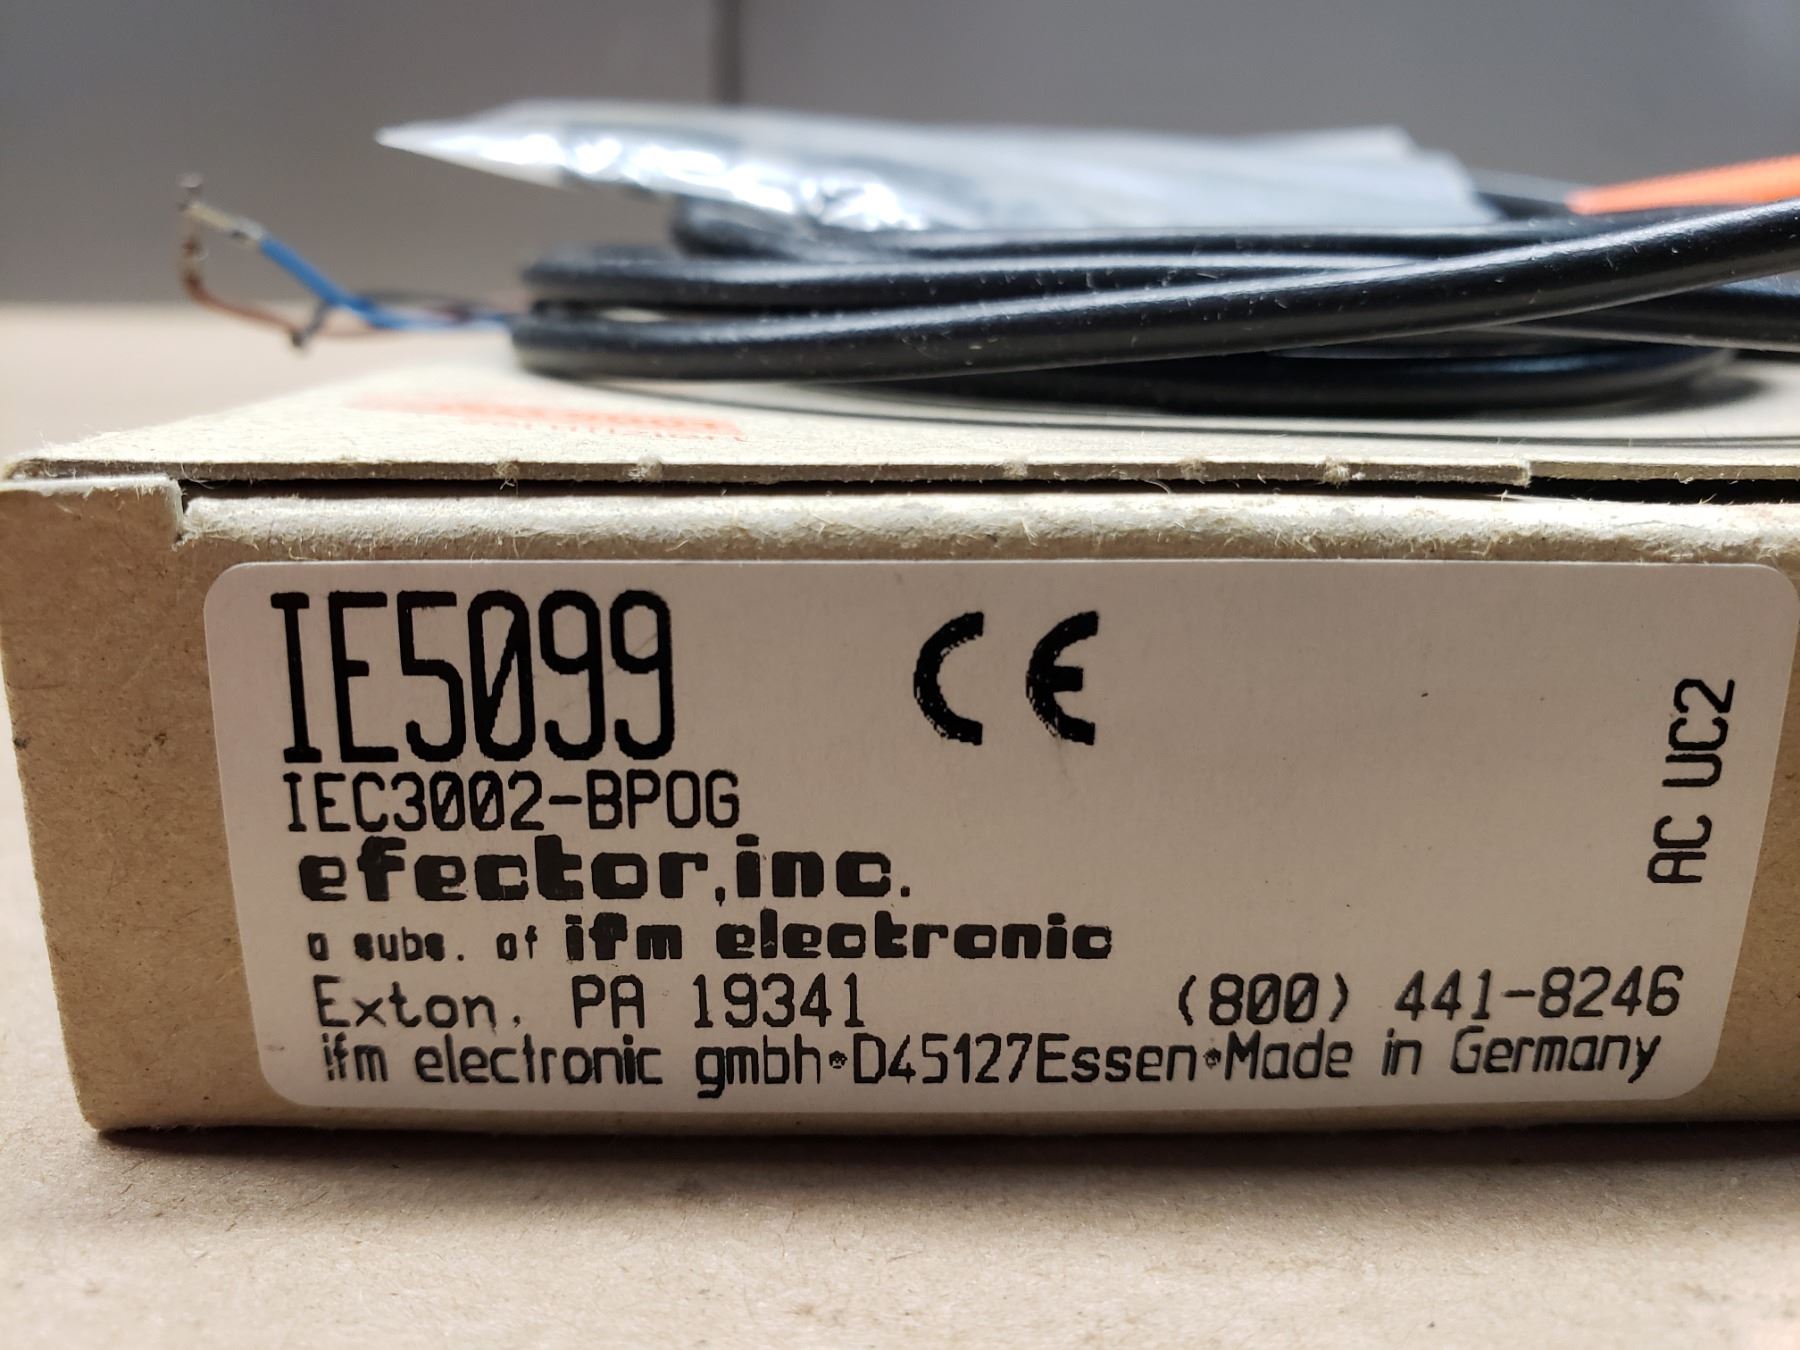 IE5099
CE
IEC3002-BPOG
efector, inc.
a subs. of ifm electronic
Exton, PA 19341 (800) 441-8246
ifm electronic gmbh•D45127Essen•Made in Germany
AC UC2